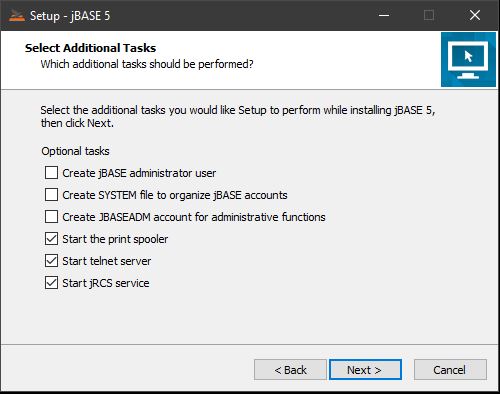 Setup - jBASE 5
Select Additional Tasks
Which additional tasks should be performed?
Select the additional tasks you would like Setup to perform while installing jBASE 5,
then click Next.
Optional tasks
Create jBASE administrator user
Create SYSTEM file to organize jBASE accounts
Create JBASEADM account for administrative functions
Start the print spooler
Start telnet server
Start jRCS service
< Back
Next >
Cancel